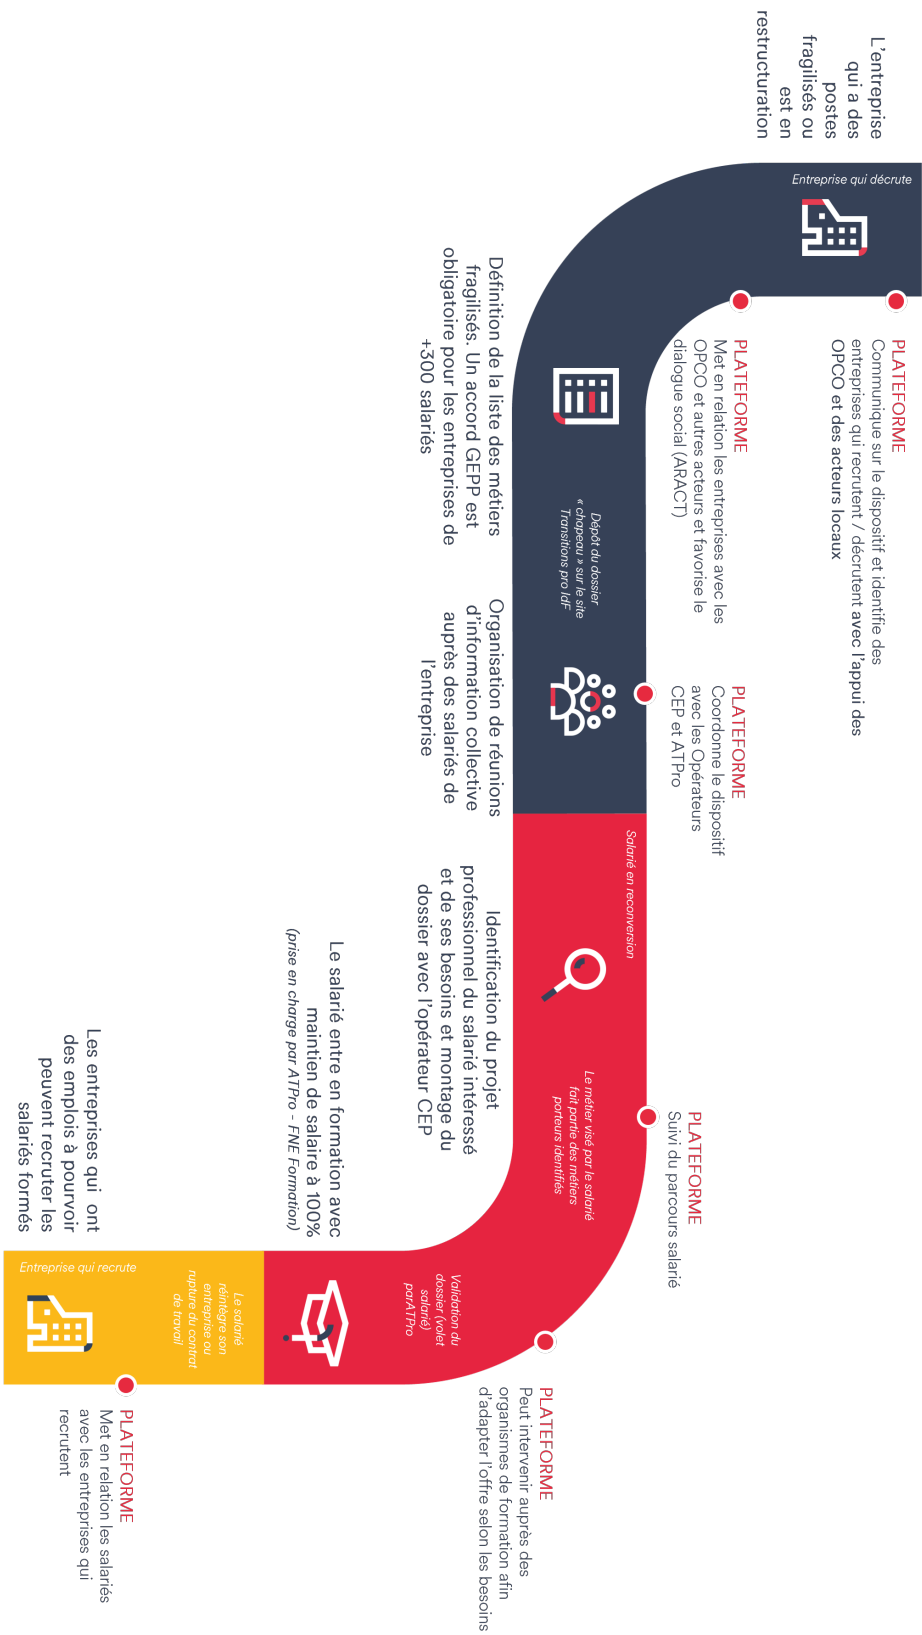 L'entreprise
qui a des
postes
fragilisés ou
est en
restructuration
Entreprise qui décrute
PLATEFORME
Communique sur le dispositif et identifie des
entreprises qui recrutent / décrutent avec l'appui des
OPCO et des acteurs locaux
PLATEFORME
Met en relation les entreprises avec les
OPCO et autres acteurs et favorise le
dialogue social (ARACT)
Définition de la liste des métiers
fragilisés. Un accord GEPP est
obligatoire pour les entreprises de
+300 salariés
Dépôt du dossier
« chapeau » sur le site
Transitions pro IdF
Organisation de réunions
d'information collective
auprès des salariés de
l'entreprise
PLATEFORME
Coordonne le dispositif
avec les Opérateurs
CEP et ATPro
Salarié en reconversion
Identification du projet
professionnel du salarié intéressé
et de ses besoins et montage du
dossier avec l'opérateur CEP
Le métier visé par le salarié
fait partie des métiers
porteurs identifiés
PLATEFORME
Suivi du parcours salarié
Validation du
dossier (volet
salarié)
parATPro
PLATEFORME
Peut intervenir auprès des
organismes de formation afin
d'adapter l'offre selon les besoins
Le salarié entre en formation avec
maintien de salaire à 100%
(prise en charge par ATPro - FNE Formation)
Le salarié
réintègre son
entreprise ou
rupture du contrat
de travail
Entreprise qui recrute
Les entreprises qui ont
des emplois à pourvoir
peuvent recruter les
salariés formés
PLATEFORME
Met en relation les salariés
avec les entreprises qui
recrutent